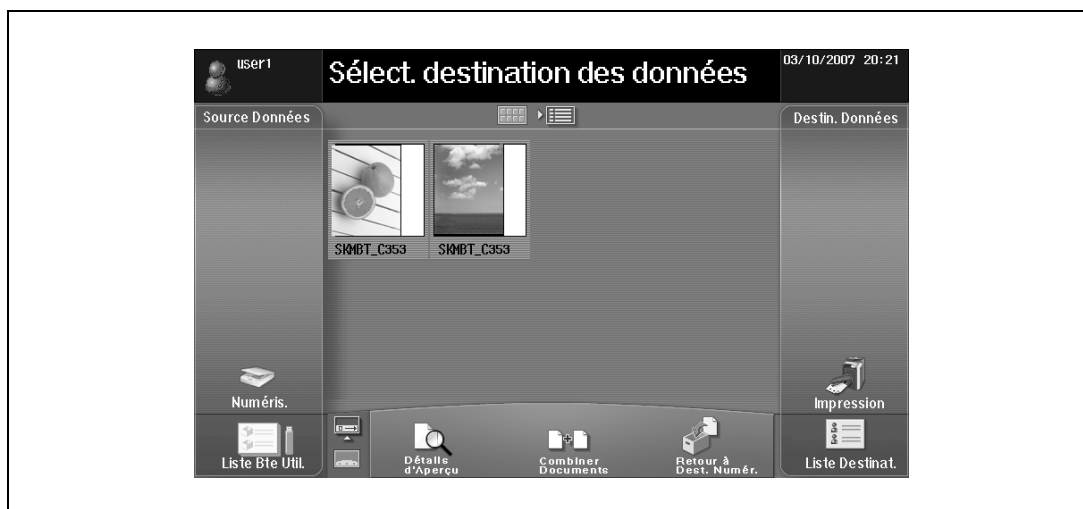 user1
Sélect. destination des données
03/10/2007 20:21
Source Données
Destin. Données
SKMBT_C353
SKMBT_C353
Numéris.
Impression
Liste Bte Util.
Détails
d'Aperçu
Combiner
Documents
Retour à
Dest. Numér.
Liste Destinat.